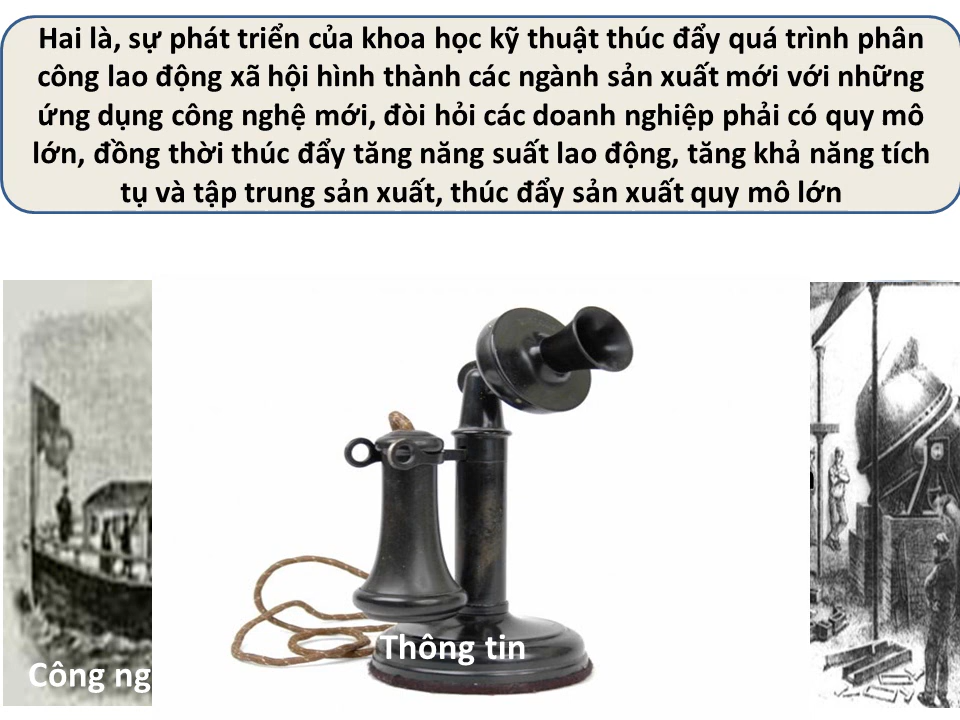 Hai là, sự phát triển của khoa học kỹ thuật thúc đẩy quá trình phân
công lao động xã hội hình thành các ngành sản xuất mới với những
ứng dụng công nghệ mới, đòi hỏi các doanh nghiệp phải có quy mô
lớn, đồng thời thúc đẩy tăng năng suất lao động, tăng khả năng tích
tụ và tập trung sản xuất, thúc đẩy sản xuất quy mô lớn
Thông tin
Công ng